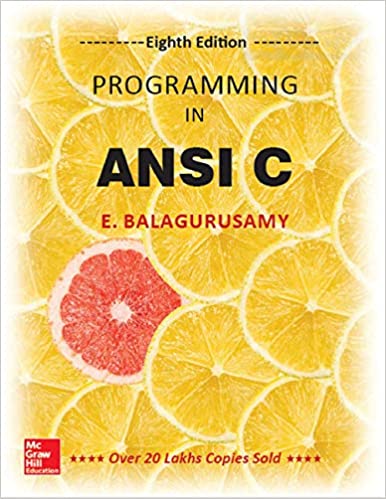 ----------Eighth Edition ----------
PROGRAMMING
IN
ANSI C
E. BALAGURUSAMY
Mc
Graw
Hill
Education
★★★★ Over 20 Lakhs Copies Sold ★★★★